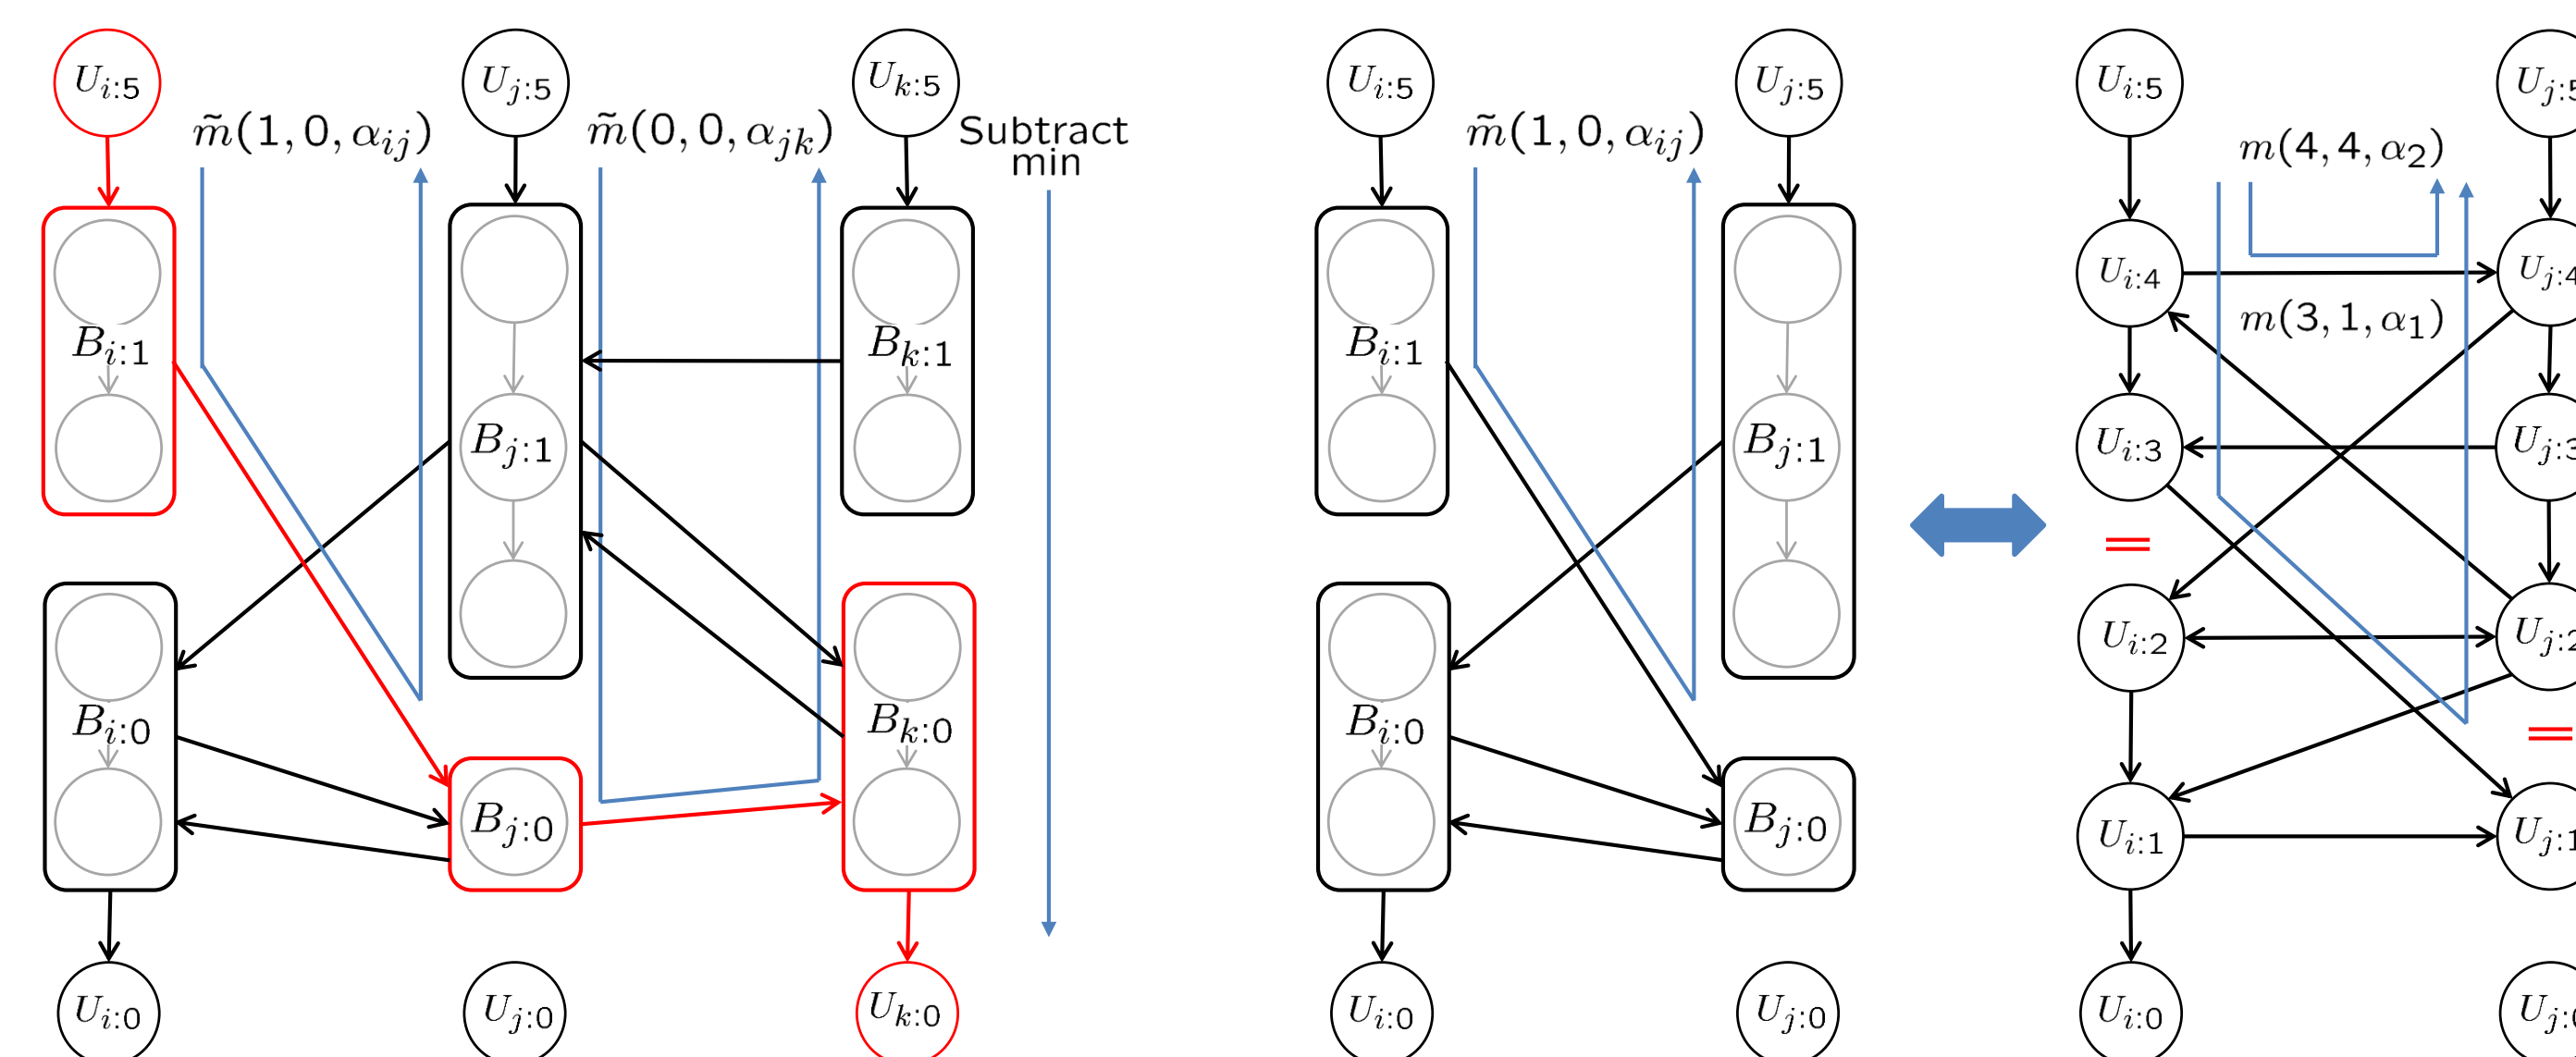 U_{i:5} U_{j:5} U_{k:5} U_{i:5} U_{j:5} U_{i:5}
m̃(1, 0, α_{ij}) m̃(0, 0, α_{jk}) Subtract m̃(1, 0, α_{ij}) m(4, 4, α_2)
min
U_{i:4}
B_{i:1} B_{k:1} B_{i:1} m(3, 1, α_1)
B_{j:1} B_{j:1} U_{i:3}
=
U_{i:2}
B_{i:0} B_{k:0} B_{i:0} =
B_{j:0} B_{j:0} U_{i:1}
U_{i:0} U_{j:0} U_{k:0} U_{i:0} U_{j:0} U_{i:0}